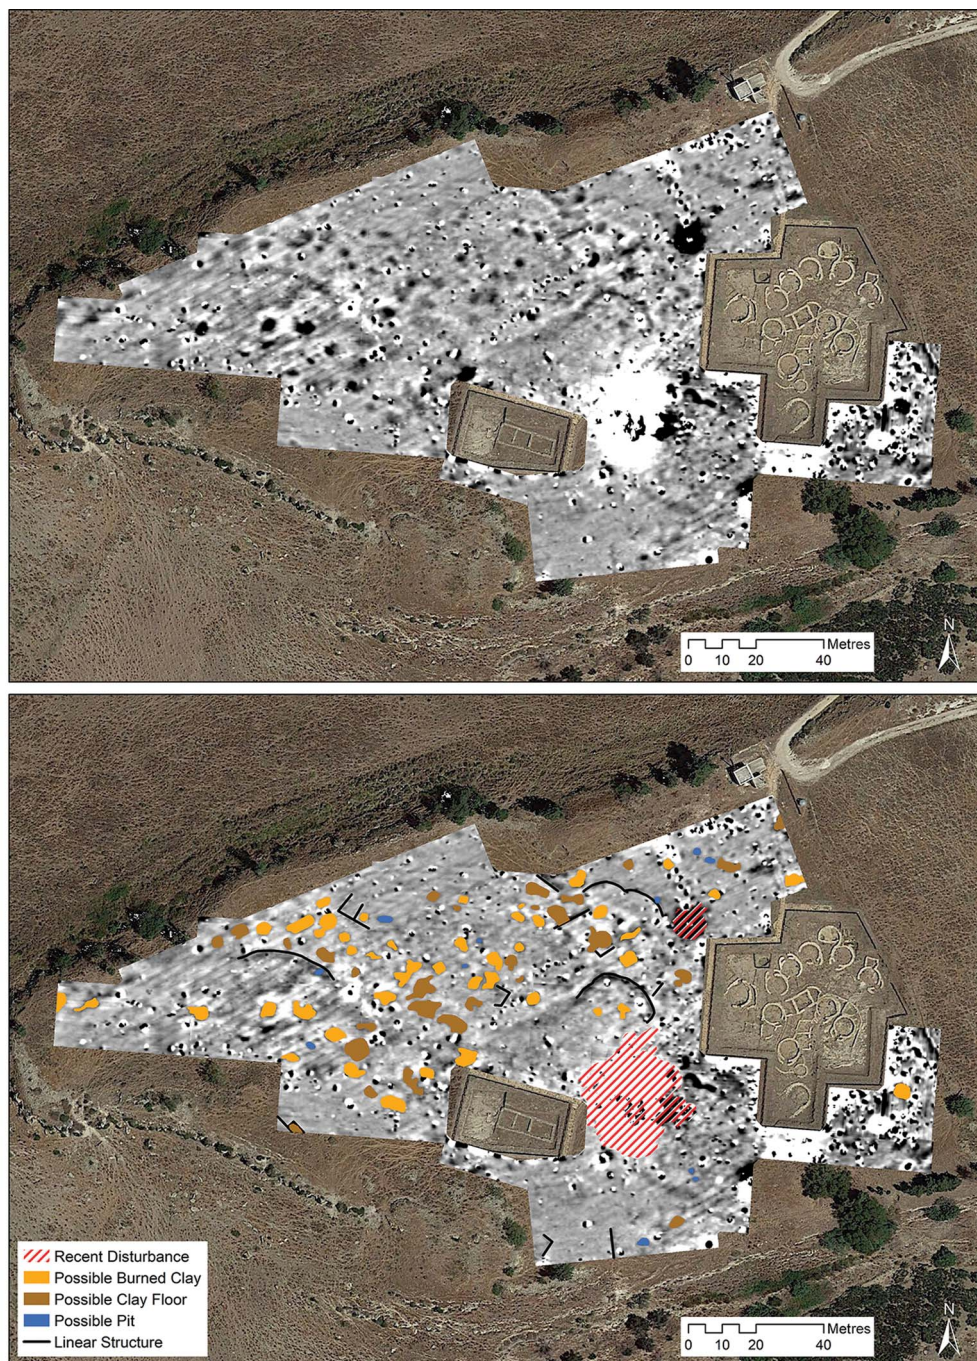 N
Metres
0 10 20 40
Recent Disturbance
Possible Burned Clay
Possible Clay Floor
Possible Pit
Linear Structure
N
Metres
0 10 20 40